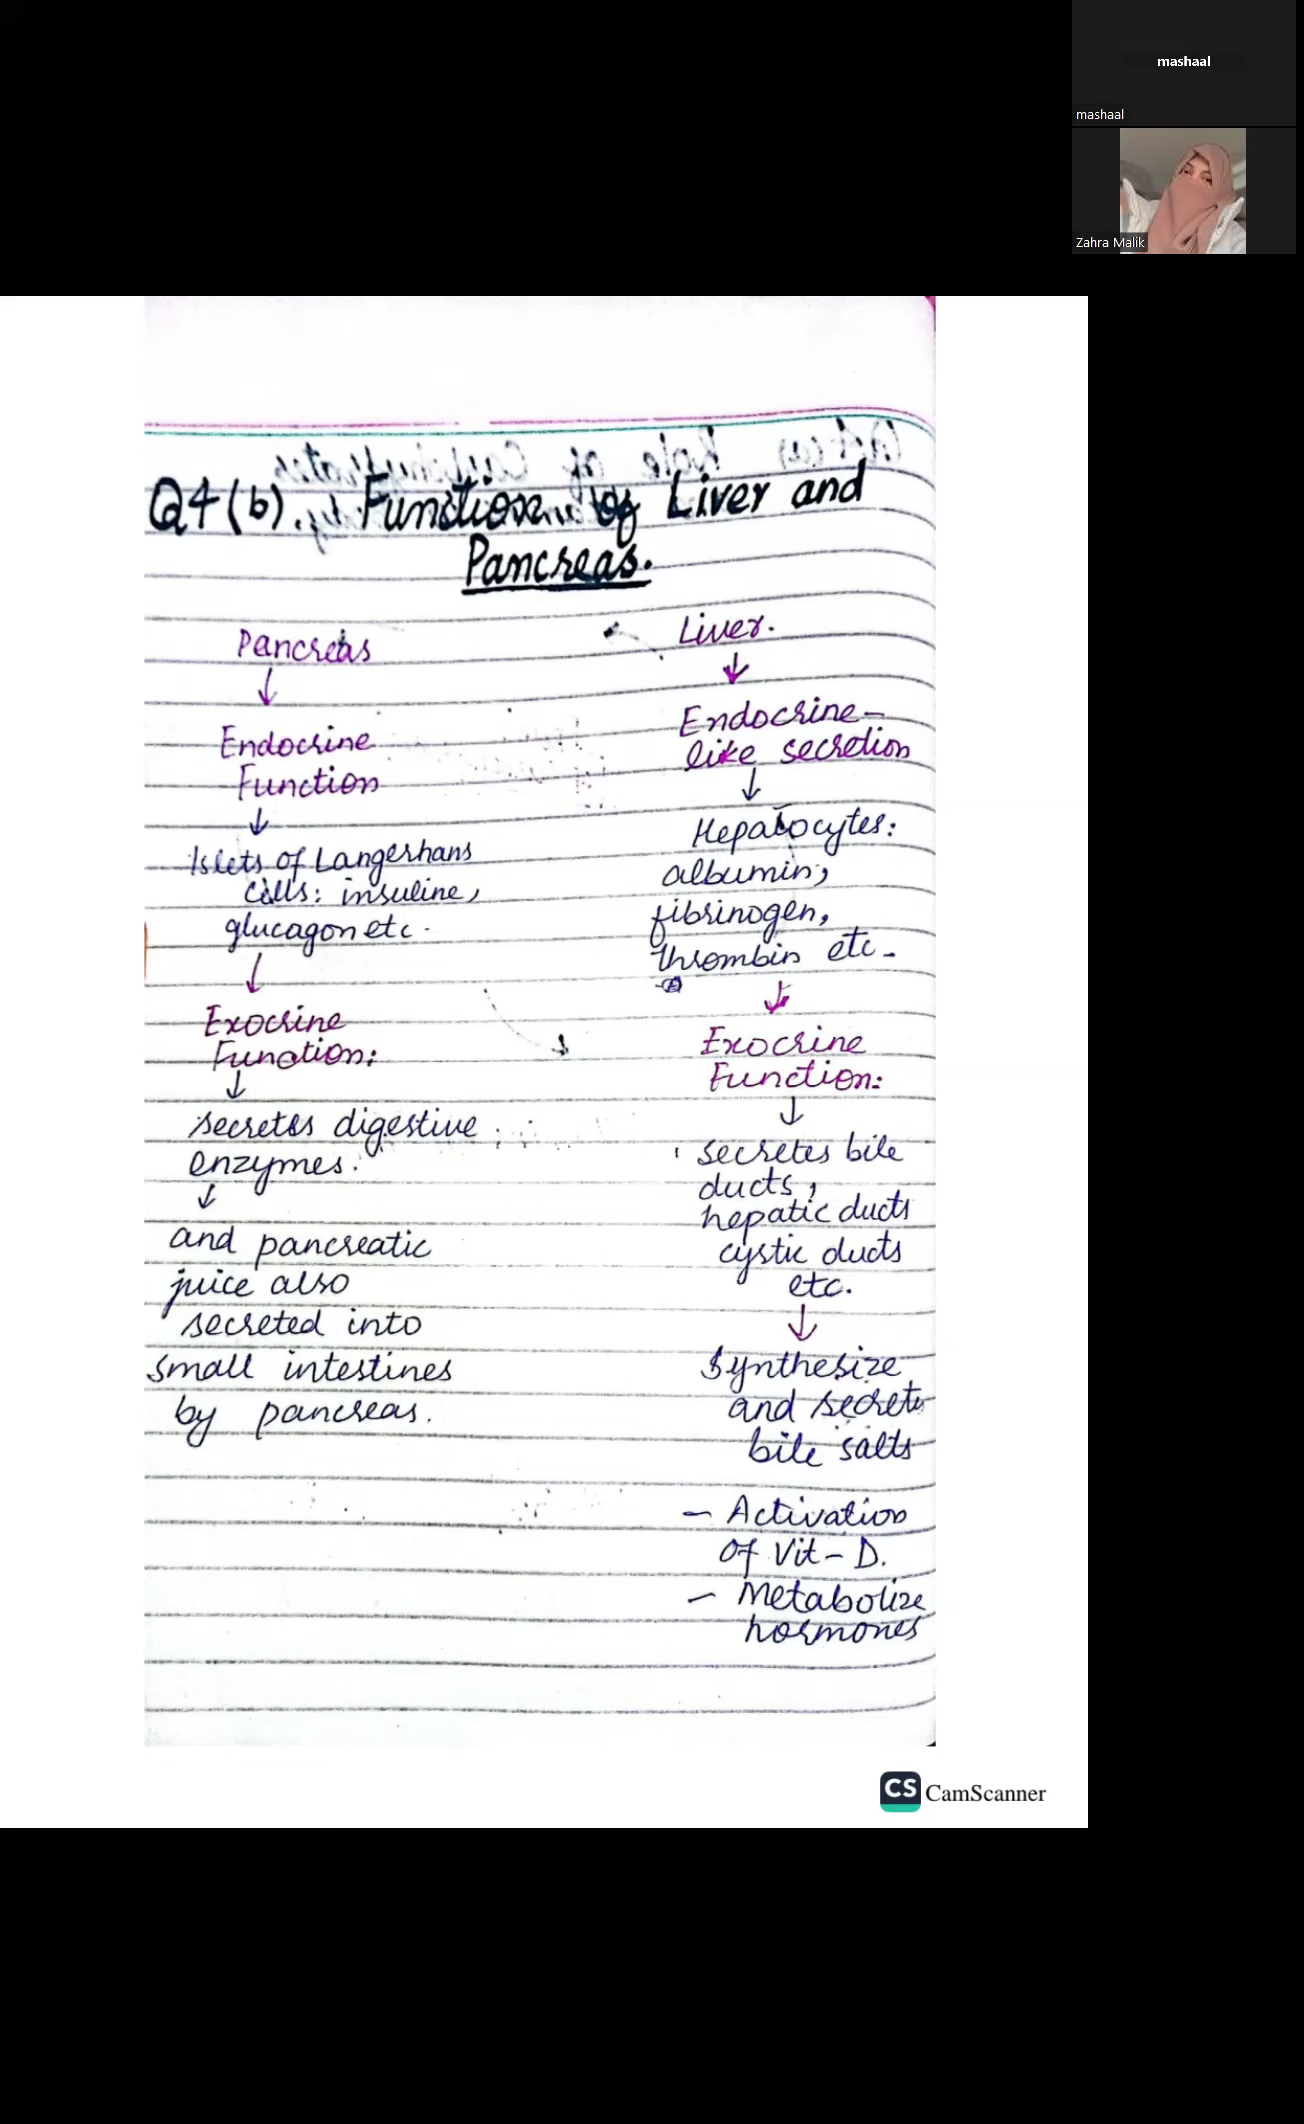 mashaal
mashaal
Zahra Malik
Q4(b). Function of Liver and
Pancreas.
Pancreas
↓
Endocrine
Function
↓
Islets of Langerhans
cells: insuline,
glucagon etc.
↓
Exocrine
Function:
↓
secretes digestive
enzymes.
↓
and pancreatic
juice also
secreted into
small intestines
by pancreas.
Liver.
↓
Endocrine-
like secretion
↓
Hepatocytes:
albumin,
fibrinogen,
thrombin etc.
↓
Exocrine
Function:
↓
secretes bile
ducts,
hepatic ducts
cystic ducts
etc.
↓
Synthesize
and secrete
bile salts
- Activation
of Vit-D.
- Metabolize
hormones
CS CamScanner